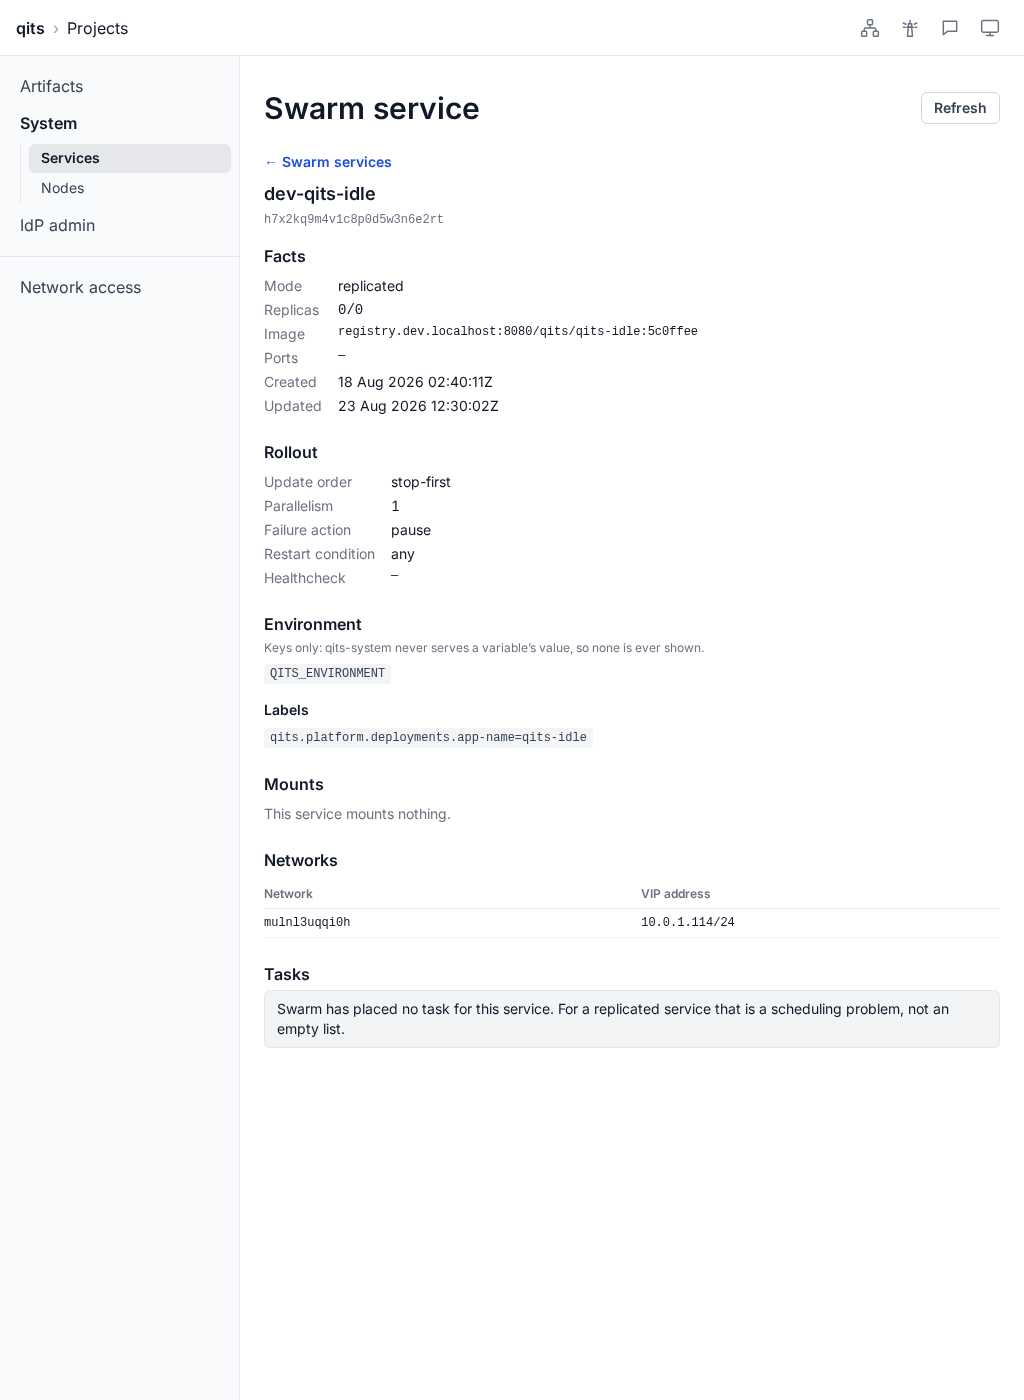 qits › Projects
Artifacts
System
Services
Nodes
IdP admin
Network access
Swarm service
Refresh
← Swarm services
dev-qits-idle
h7x2kq9m4v1c8p0d5w3n6e2rt
Facts
Mode replicated
Replicas 0/0
Image registry.dev.localhost:8080/qits/qits-idle:5c0ffee
Ports —
Created 18 Aug 2026 02:40:11Z
Updated 23 Aug 2026 12:30:02Z
Rollout
Update order stop-first
Parallelism 1
Failure action pause
Restart condition any
Healthcheck —
Environment
Keys only: qits-system never serves a variable’s value, so none is ever shown.
QITS_ENVIRONMENT
Labels
qits.platform.deployments.app-name=qits-idle
Mounts
This service mounts nothing.
Networks
Network VIP address
mulnl3uqqi0h 10.0.1.114/24
Tasks
Swarm has placed no task for this service. For a replicated service that is a scheduling problem, not an
empty list.